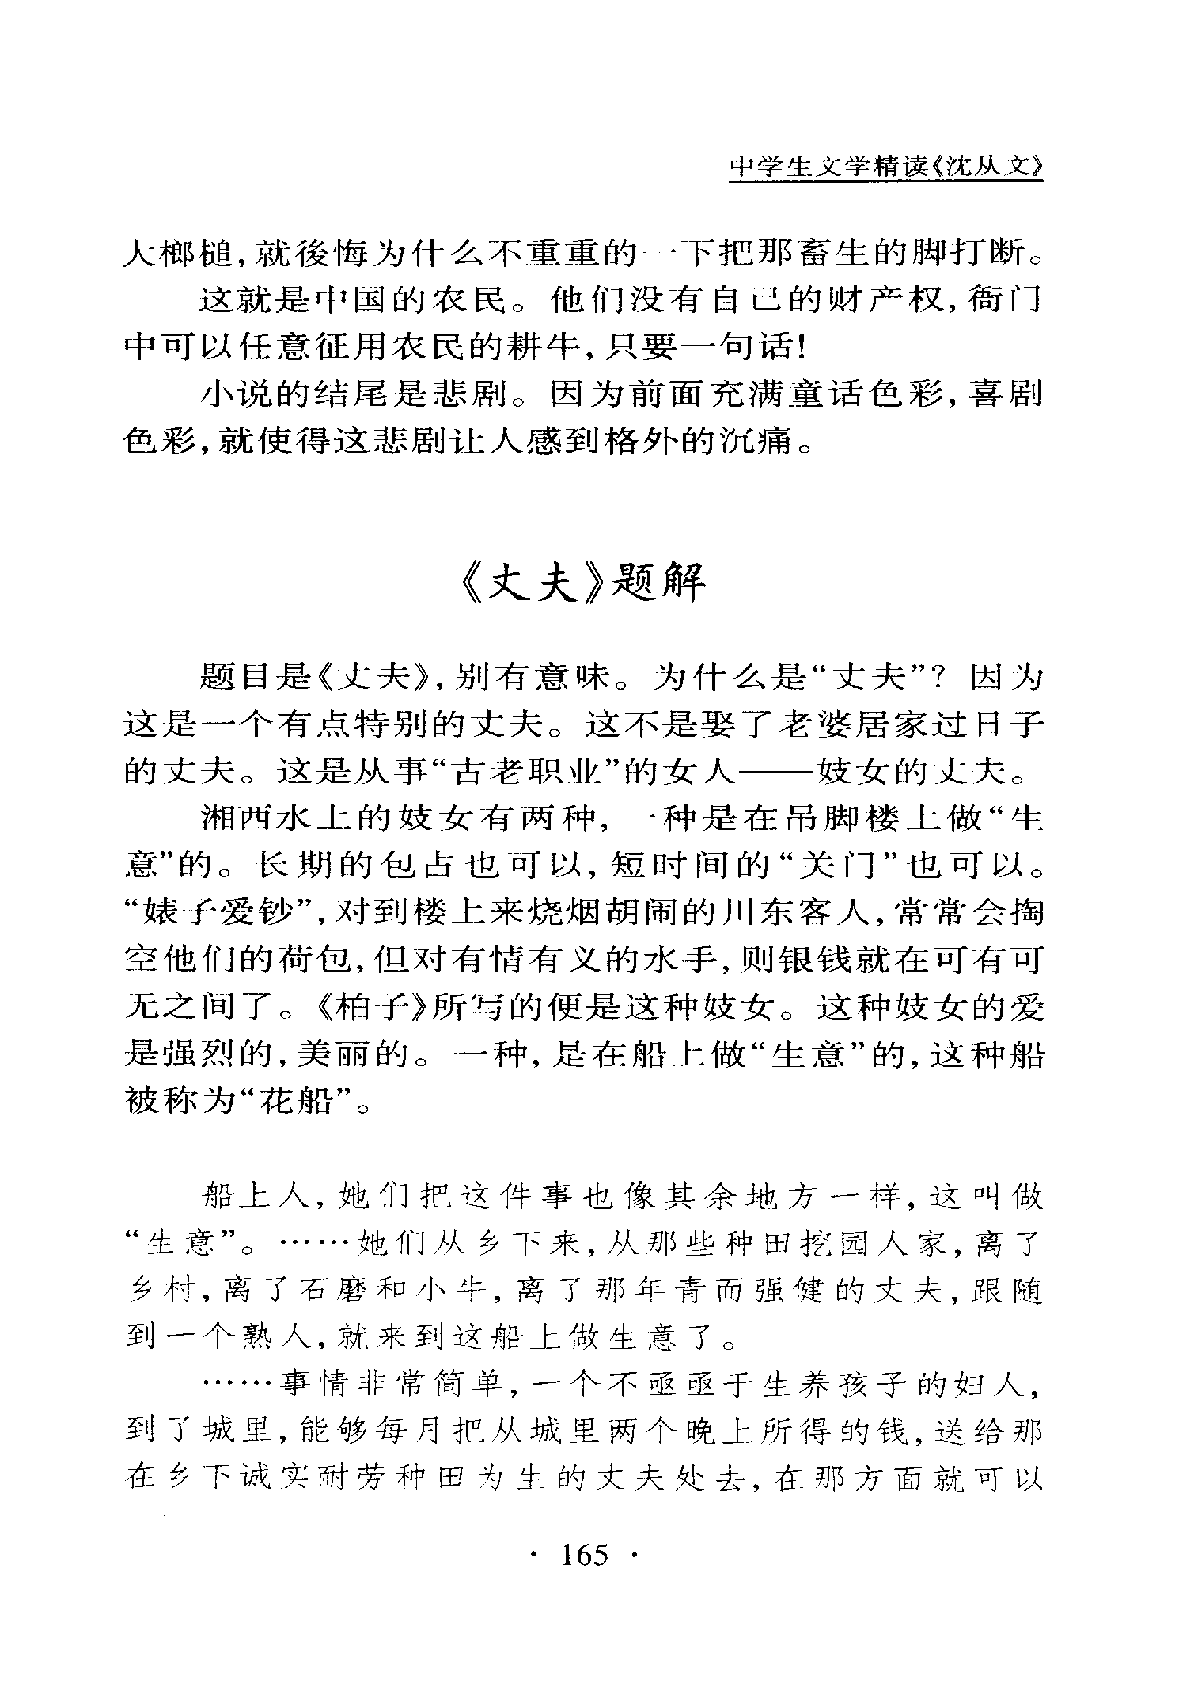 中学生文学精读《沈从文》
大榔槌,就後悔为什么不重重的一下把那畜生的脚打断。
这就是中国的农民。他们没有自己的财产权,衙门
中可以任意征用农民的耕牛,只要一句话!
小说的结尾是悲剧。因为前面充满童话色彩,喜剧
色彩,就使得这悲剧让人感到格外的沉痛。
《丈夫》题解
题目是《丈夫》,别有意味。为什么是“丈夫”?因为
这是一个有点特别的丈夫。这不是娶了老婆居家过日子
的丈夫。这是从事“古老职业”的女人——妓女的丈夫。
湘西水上的妓女有两种,一种是在吊脚楼上做“生
意”的。长期的包占也可以,短时间的“关门”也可以。
“婊子爱钞”,对到楼上来烧烟胡闹的川东客人,常常会掏
空他们的荷包,但对有情有义的水手,则银钱就在可有可
无之间了。《柏子》所写的便是这种妓女。这种妓女的爱
是强烈的,美丽的。一种,是在船上做“生意”的,这种船
被称为“花船”。
船上人,她们把这件事也像其余地方一样,这叫做
“生意”。……她们从乡下来,从那些种田挖园人家,离了
乡村,离了石磨和小牛,离了那年青而强健的丈夫,跟随
到一个熟人,就来到这船上做生意了。
……事情非常简单,一个不亟亟于生养孩子的妇人,
到了城里,能够每月把从城里两个晚上所得的钱,送给那
在乡下诚实耐劳种田为生的丈夫处去,在那方面就可以
· 165 ·